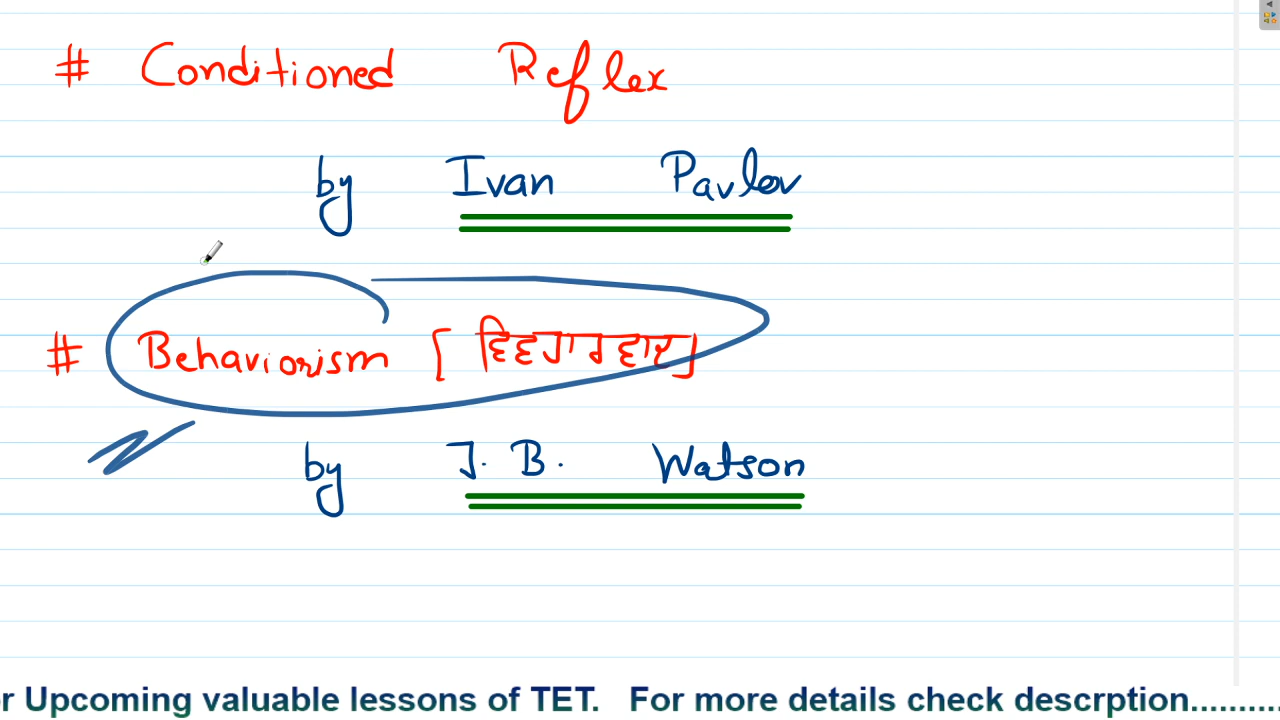 # Conditioned Reflex
by Ivan Pavlov
# Behaviorism [ਵਿਵਹਾਰਵਾਦ]
by J. B. Watson
r Upcoming valuable lessons of TET. For more details check descrption..........